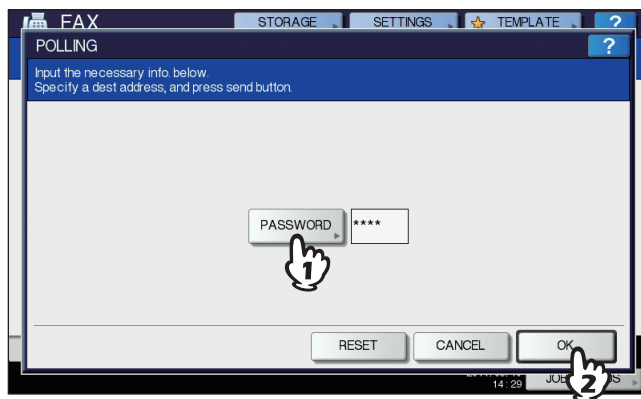 FAX STORAGE SETTINGS TEMPLATE ?
POLLING ?
Input the necessary info. below.
Specify a dest address, and press send button.
PASSWORD ****
1
RESET CANCEL OK
2
14:29